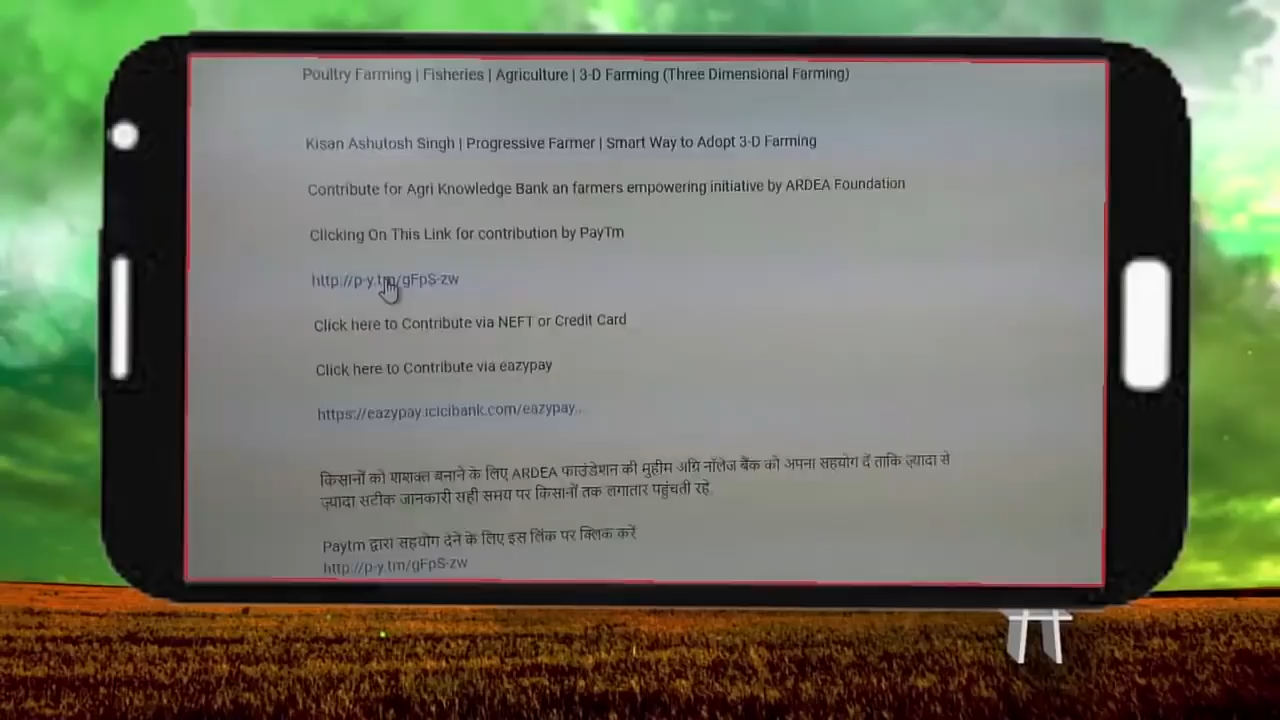 Poultry Farming | Fisheries | Agriculture | 3-D Farming (Three Dimensional Farming)
Kisan Ashutosh Singh | Progressive Farmer | Smart Way to Adopt 3-D Farming
Contribute for Agri Knowledge Bank an farmers empowering initiative by ARDEA Foundation
Clicking On This Link for contribution by PayTm
http://p-y.tm/gFpS-zw
Click here to Contribute via NEFT or Credit Card
Click here to Contribute via eazypay
https://eazypay.icicibank.com/eazypay...
किसानों को शशक्त बनाने के लिए ARDEA फाउंडेशन की मुहीम अग्रि नॉलेज बैंक को अपना सहयोग दें ताकि ज़्यादा से
ज़्यादा सटीक जानकारी सही समय पर किसानों तक लगातार पहुंचती रहे.
Paytm द्वारा सहयोग देने के लिए इस लिंक पर क्लिक करें
http://p-y.tm/gFpS-zw